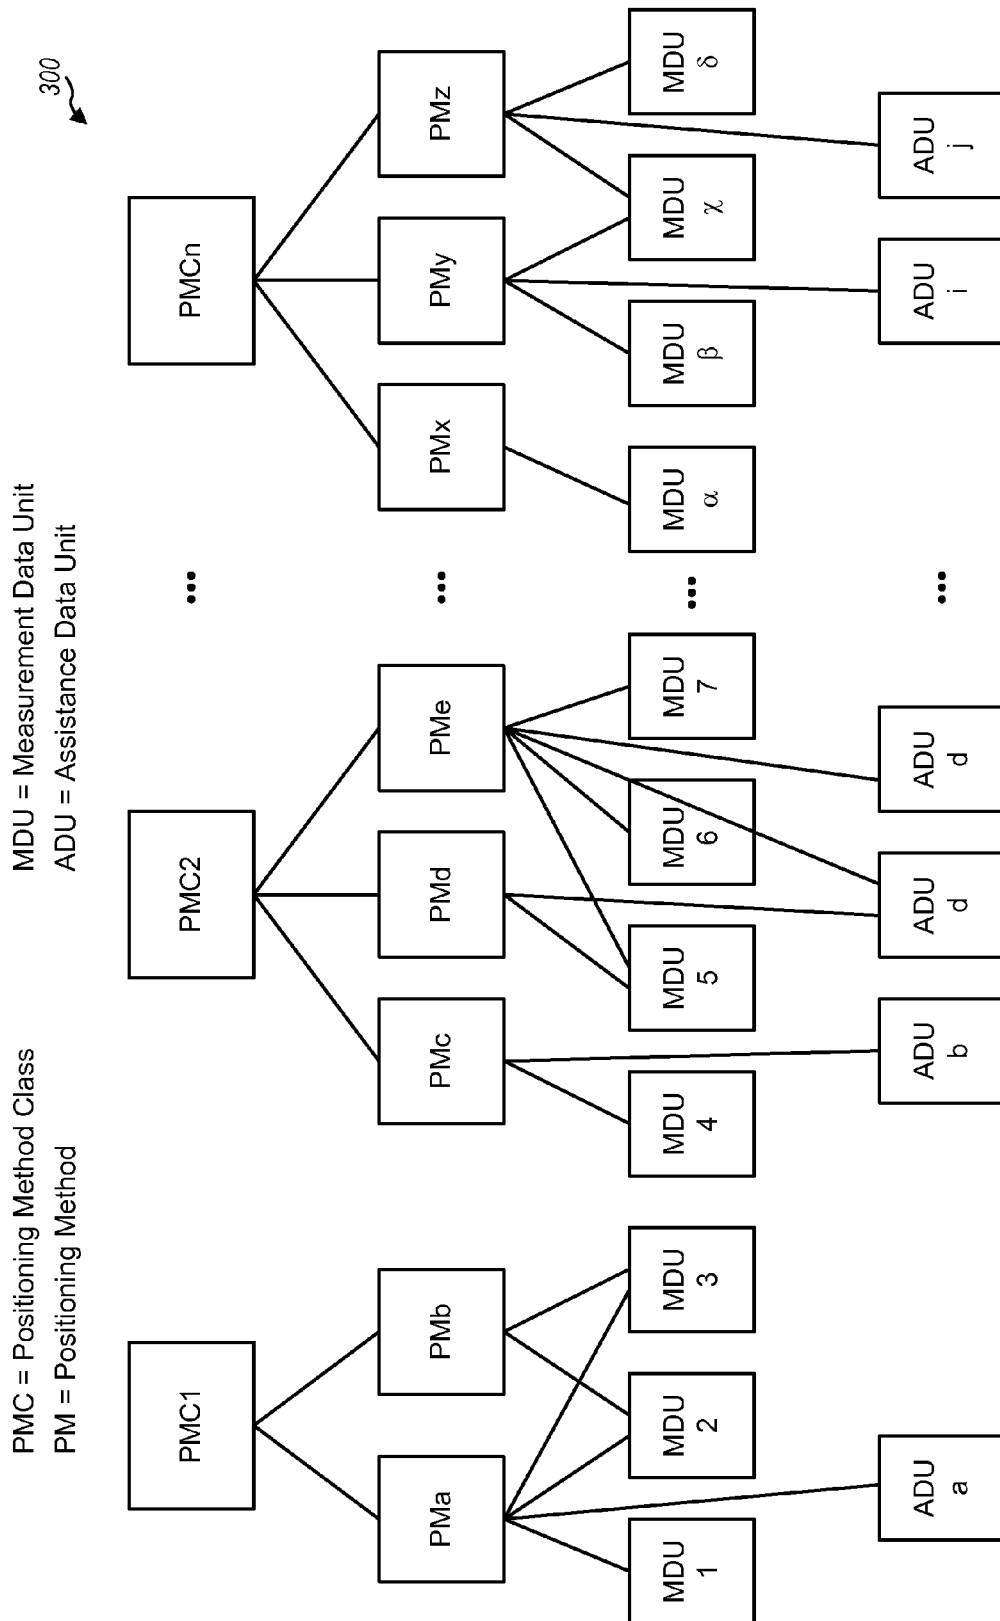 300
PMC = Positioning Method Class
PM = Positioning Method
MDU = Measurement Data Unit
ADU = Assistance Data Unit
PMC1
PMC2
...
PMCn
PMa
PMb
PMc
PMd
PMe
...
PMx
PMy
PMz
MDU
1
MDU
2
MDU
3
MDU
4
MDU
5
MDU
6
MDU
7
...
MDU
α
MDU
β
MDU
χ
MDU
δ
ADU
a
ADU
b
ADU
d
ADU
d
...
ADU
i
ADU
j